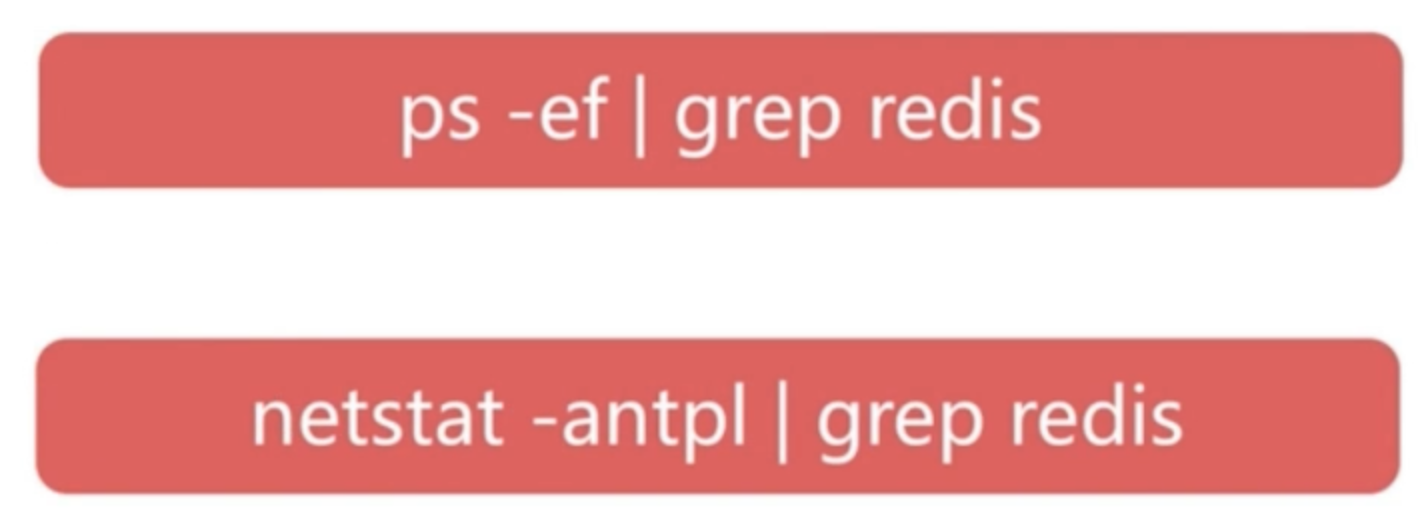 ps -ef | grep redis
netstat -antpl | grep redis